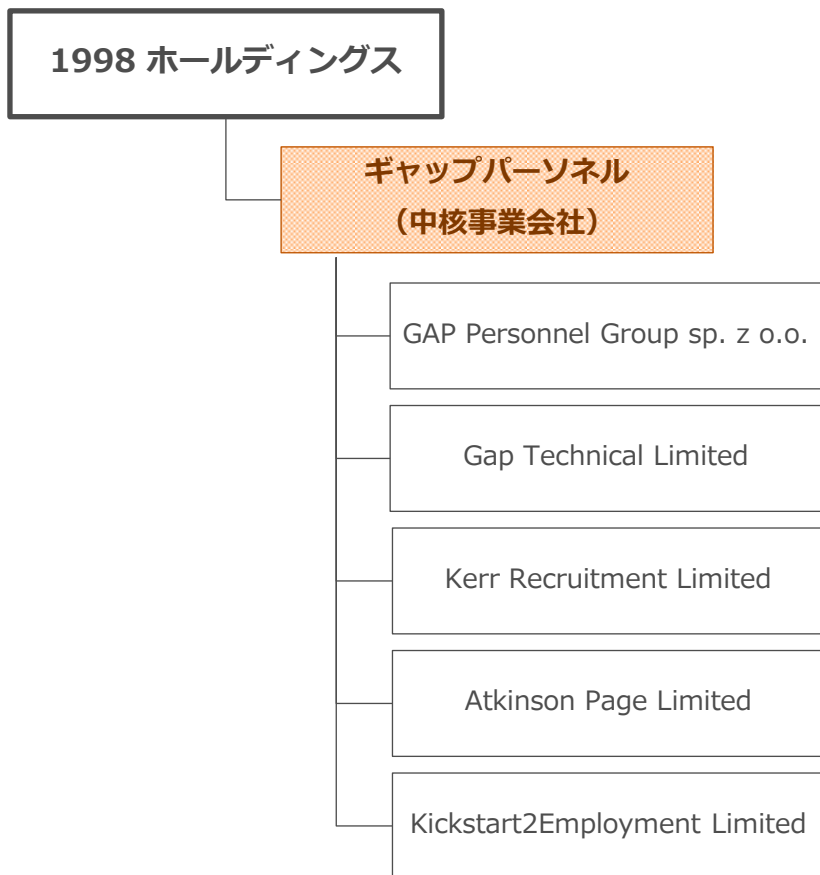 1998 ホールディングス
ギャップパーソネル
（中核事業会社）
GAP Personnel Group sp. z o.o.
Gap Technical Limited
Kerr Recruitment Limited
Atkinson Page Limited
Kickstart2Employment Limited